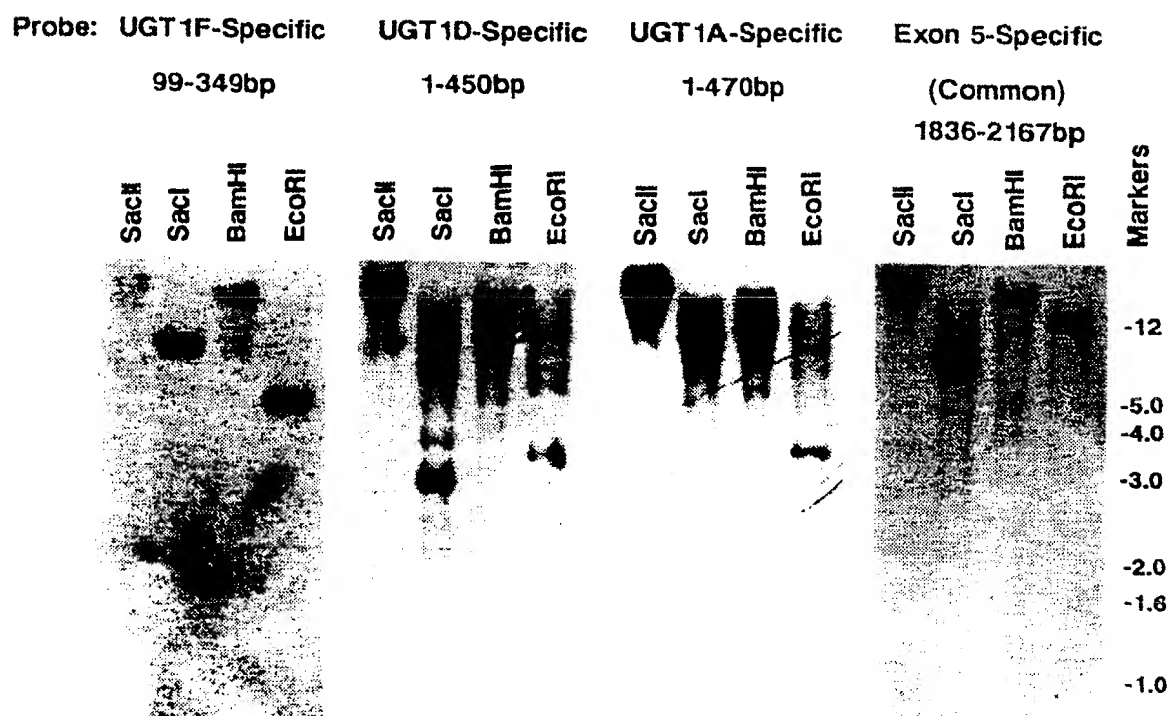 Probe: UGT1F-Specific UGT1D-Specific UGT1A-Specific Exon 5-Specific
99-349bp 1-450bp 1-470bp (Common)
1836-2167bp
SacII SacI BamHI EcoRI SacII SacI BamHI EcoRI SacII SacI BamHI EcoRI SacII SacI BamHI EcoRI Markers
-12
-5.0
-4.0
-3.0
-2.0
-1.6
-1.0